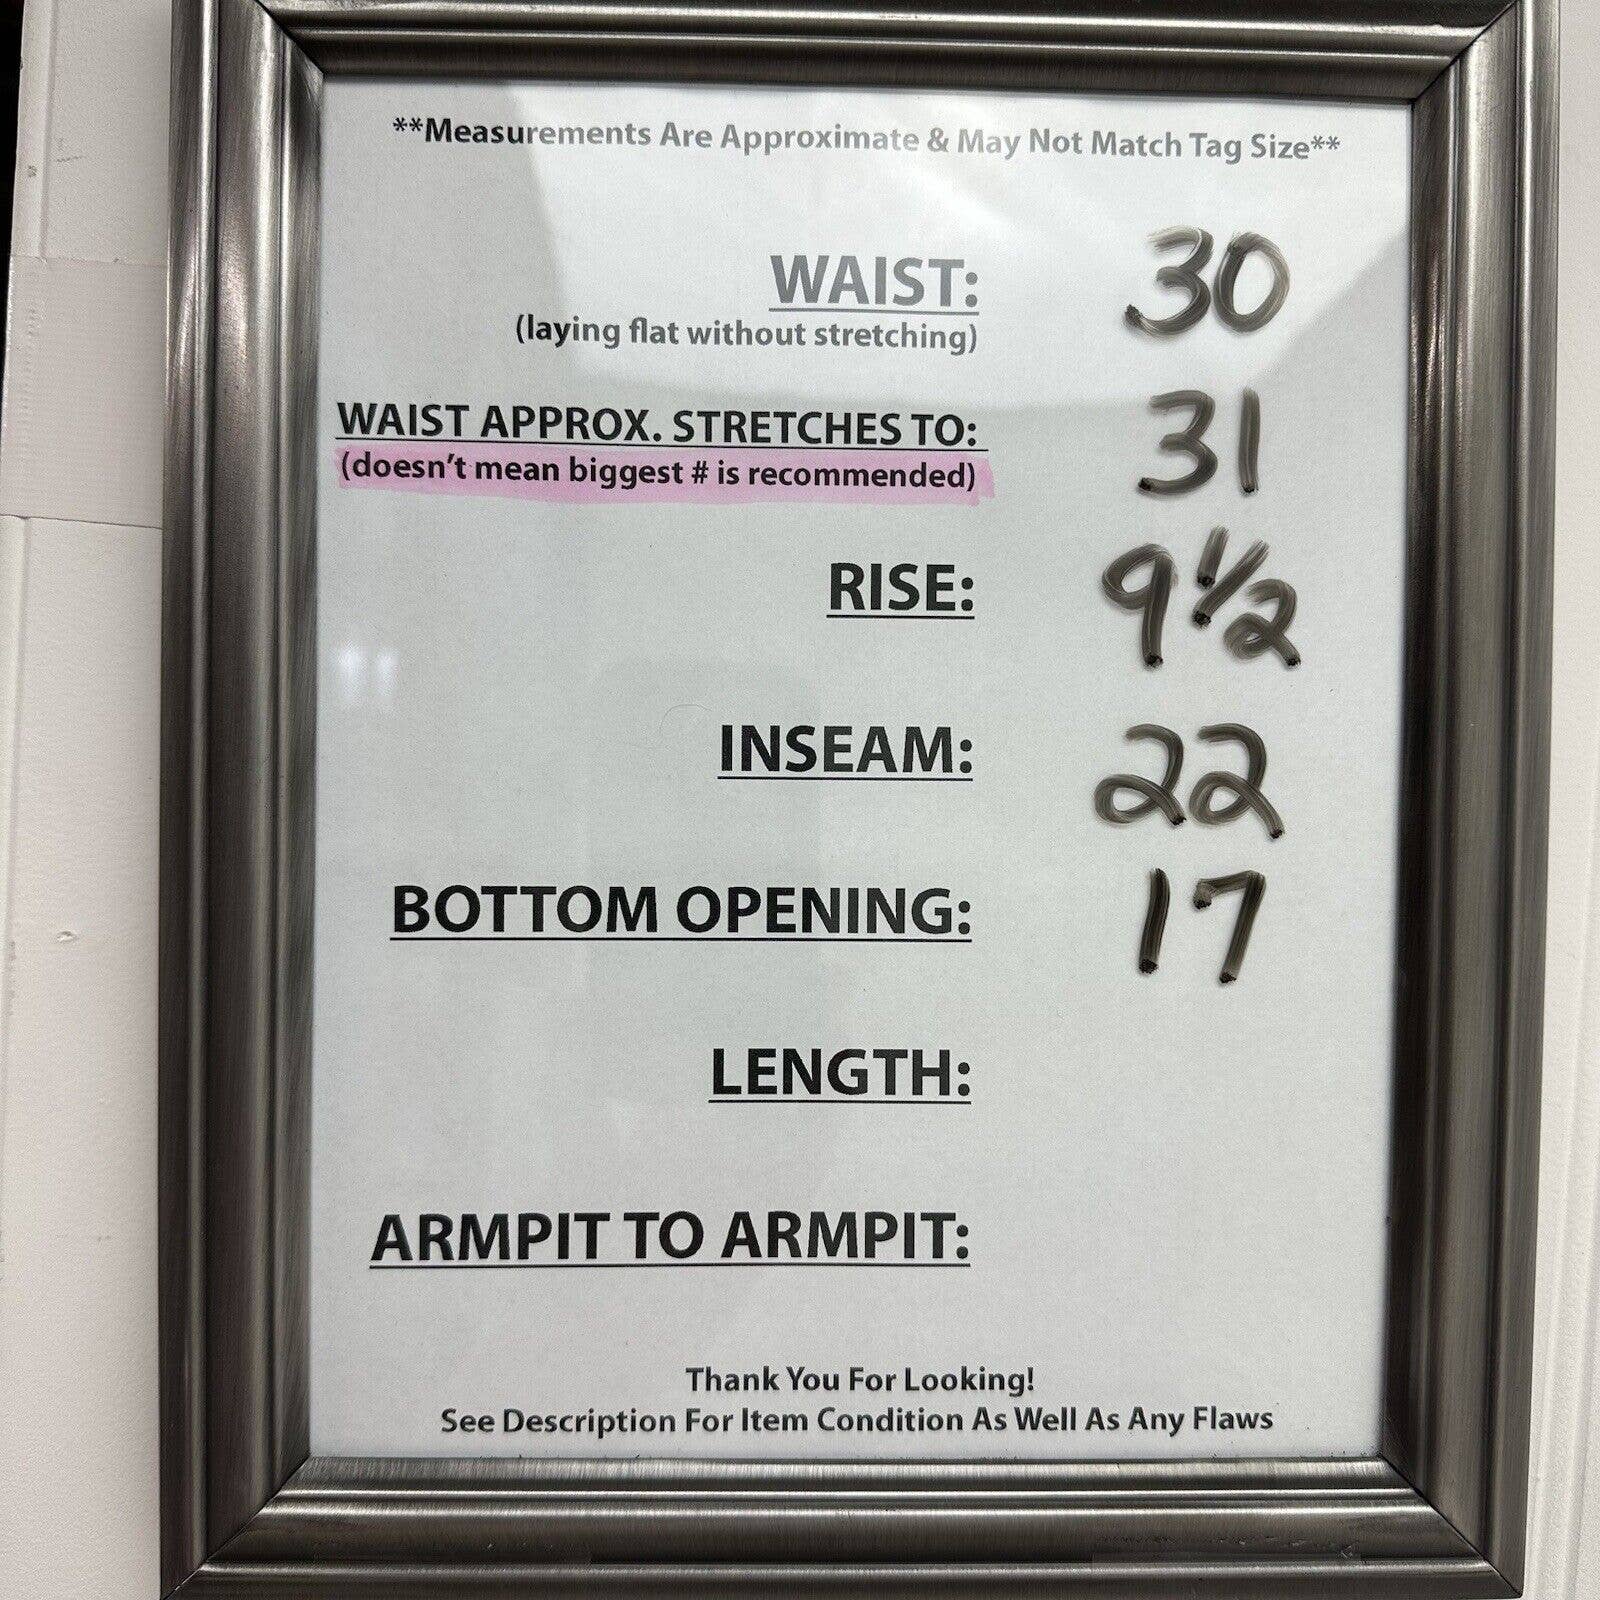 **Measurements Are Approximate & May Not Match Tag Size**
WAIST: 30
(laying flat without stretching)
WAIST APPROX. STRETCHES TO: 31
(doesn't mean biggest # is recommended)
RISE: 9 1/2
INSEAM: 22
BOTTOM OPENING: 17
LENGTH:
ARMPIT TO ARMPIT:
Thank You For Looking!
See Description For Item Condition As Well As Any Flaws